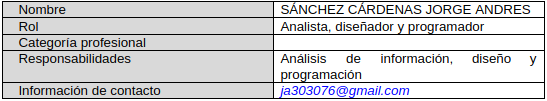 Nombre SÁNCHEZ CÁRDENAS JORGE ANDRES
Rol Analista, diseñador y programador
Categoría profesional
Responsabilidades Análisis de información, diseño y
programación
Información de contacto ja303076@gmail.com